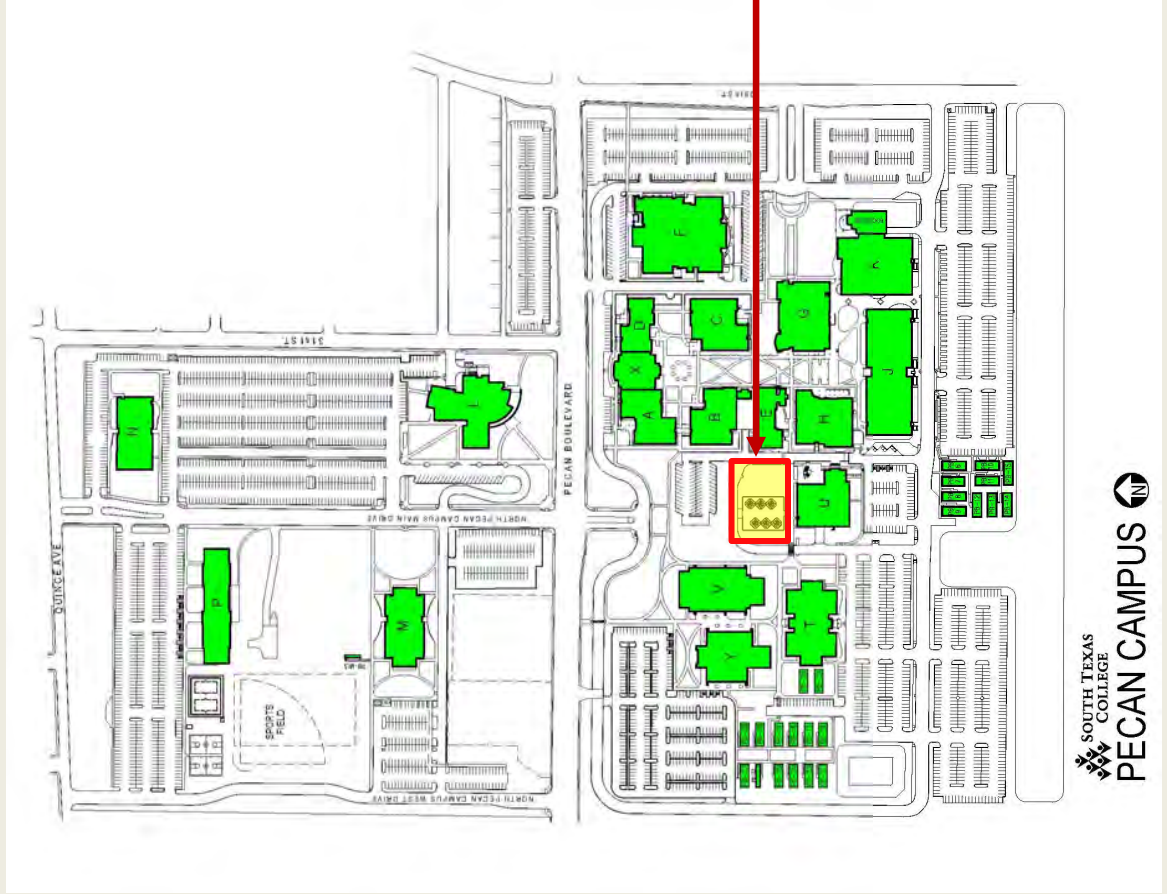 31st ST.
D
F
C
X
G
K
A
B
E
H
J
L
N
U
PECAN BOULEVARD
NORTH PECAN CAMPUS MAIN DRIVE
QUINCE AVE
P
M
V
T
Y
SPORTS
FIELD
NORTH PECAN CAMPUS WEST DRIVE
SOUTH TEXAS
COLLEGE
PECAN CAMPUS
N